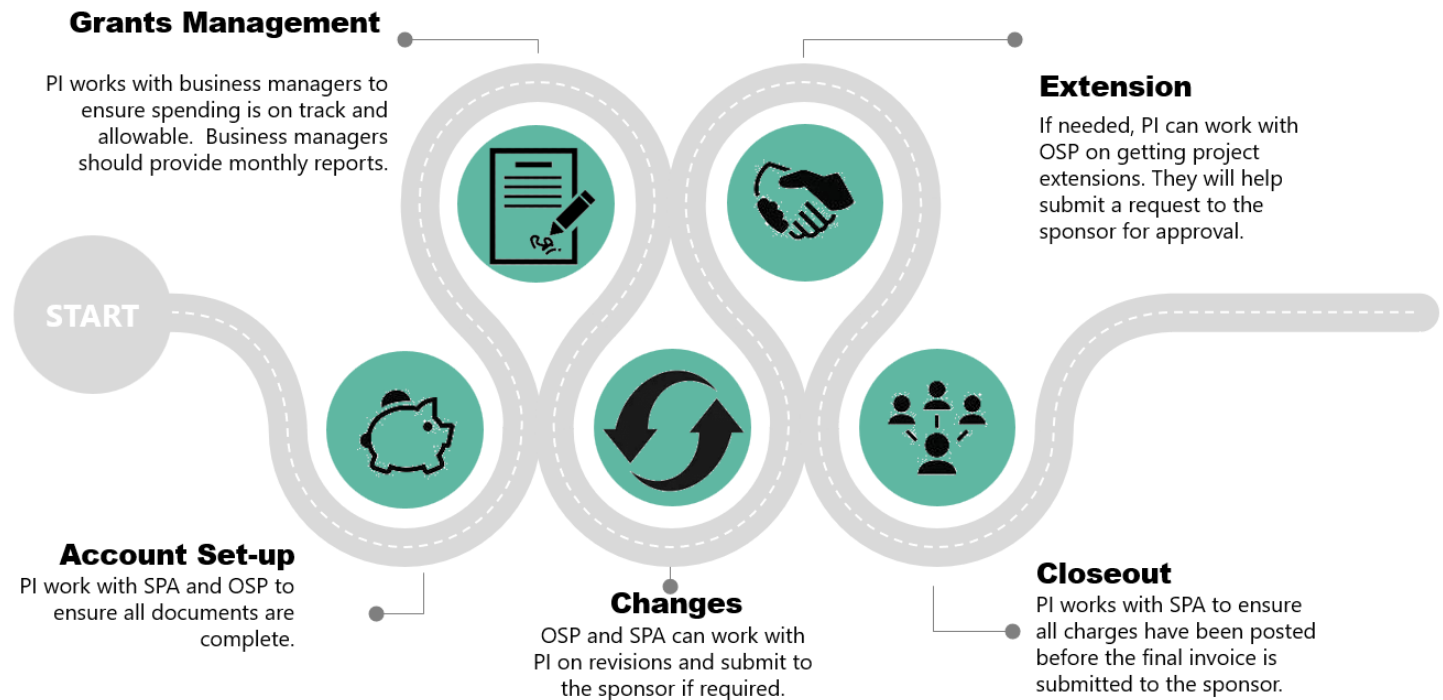 START
Account Set-up
PI work with SPA and OSP to
ensure all documents are
complete.
Grants Management
PI works with business managers to
ensure spending is on track and
allowable.  Business managers
should provide monthly reports.
Changes
OSP and SPA can work with
PI on revisions and submit to
the sponsor if required.
Extension
If needed, PI can work with
OSP on getting project
extensions. They will help
submit a request to the
sponsor for approval.
Closeout
PI works with SPA to ensure
all charges have been posted
before the final invoice is
submitted to the sponsor.